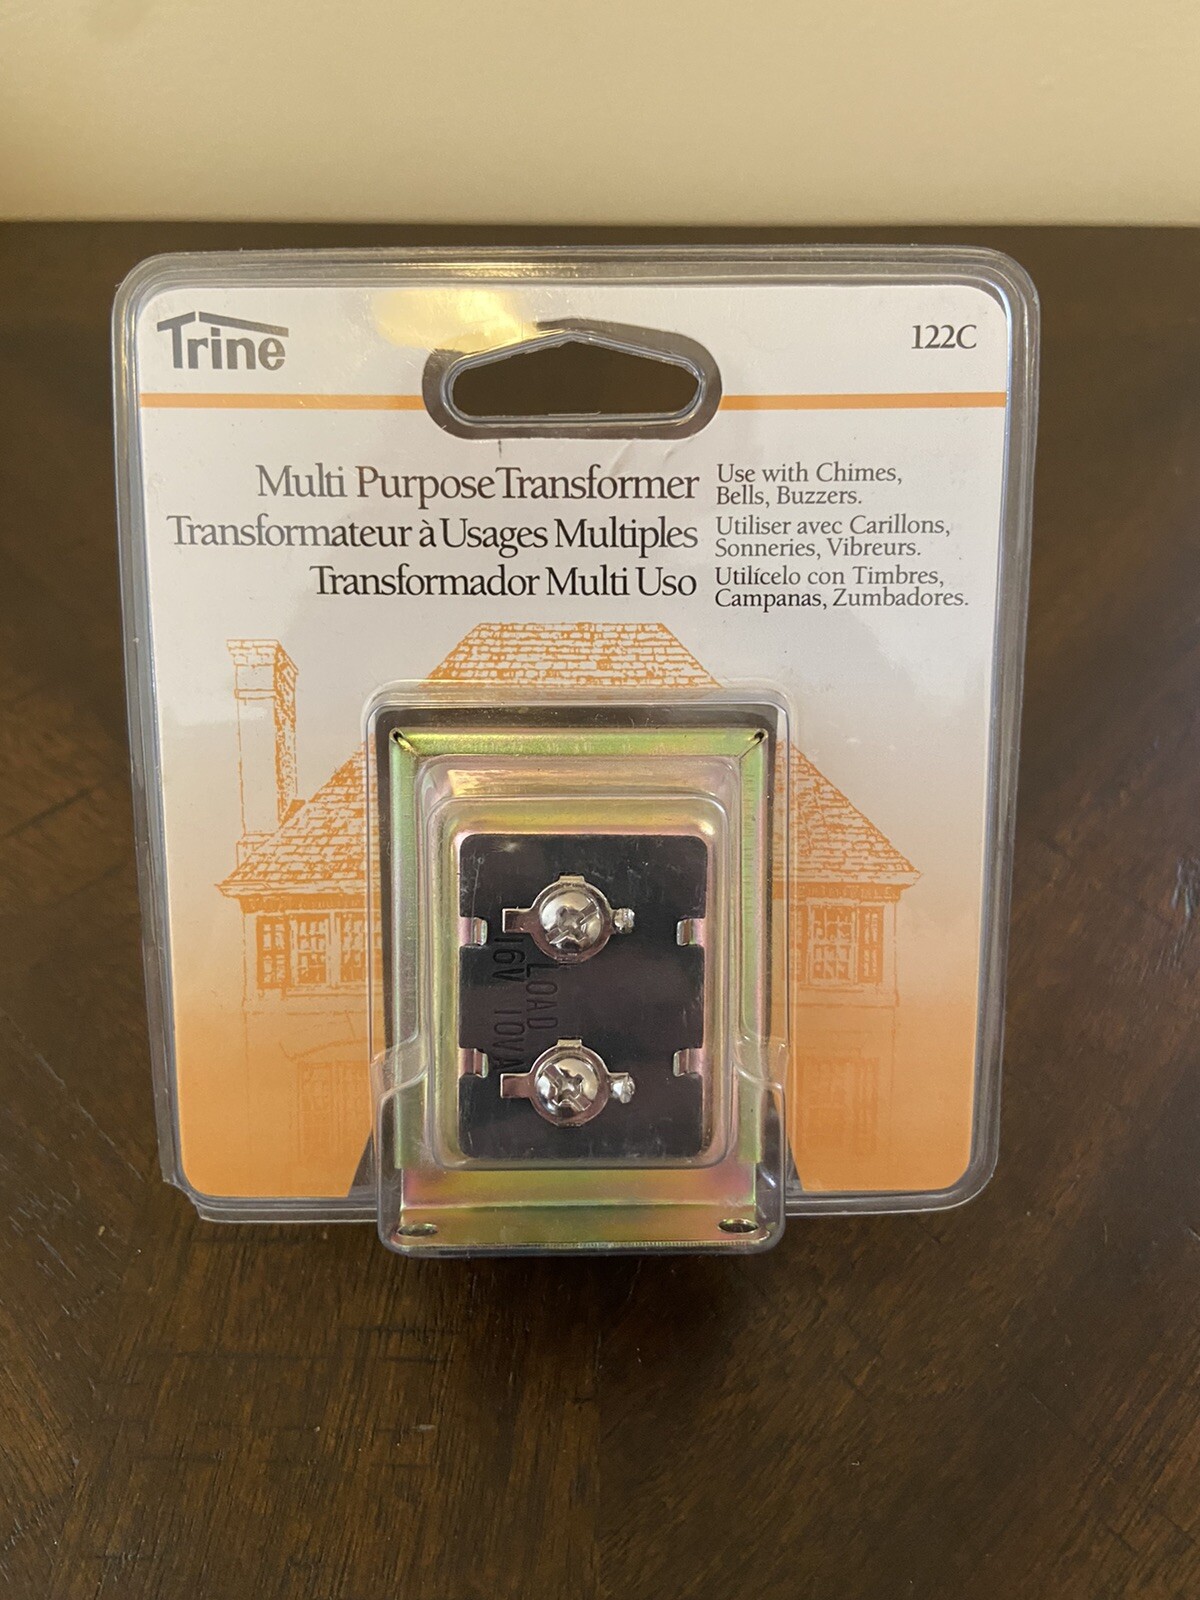 Trine
122C
Multi Purpose Transformer
Transformateur à Usages Multiples
Transformador Multi Uso
Use with Chimes,
Bells, Buzzers.
Utiliser avec Carillons,
Sonneries, Vibreurs.
Utilícelo con Timbres,
Campanas, Zumbadores.
LOAD
16V 10VA